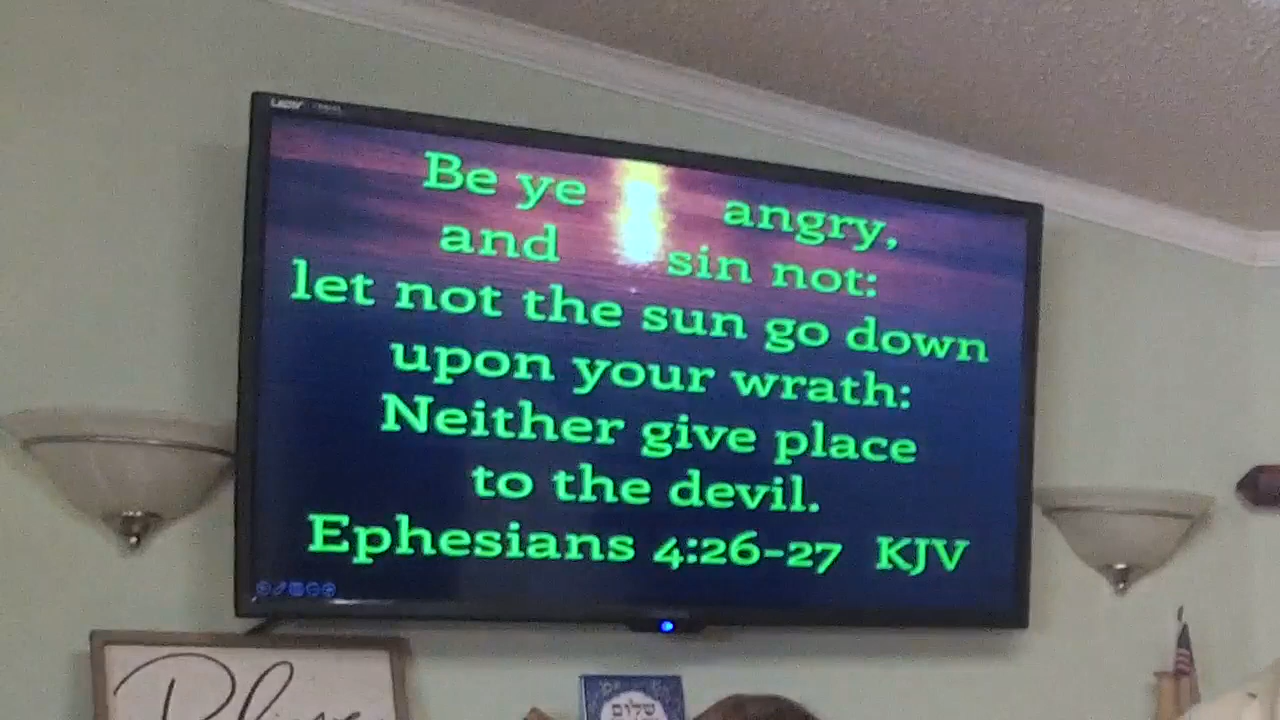 Be ye angry,
and sin not:
let not the sun go down
upon your wrath:
Neither give place
to the devil.
Ephesians 4:26-27 KJV
שלום